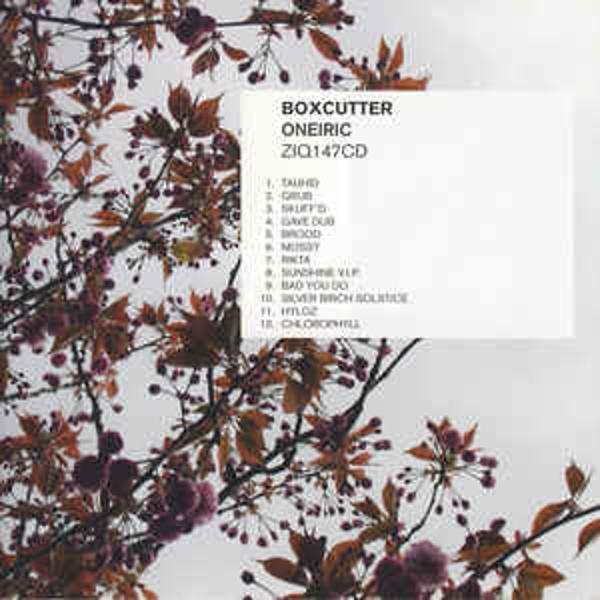 BOXCUTTER
ONEIRIC
ZIQ147CD
1. TAUHID
2. GRUB
3. SKUFF'D
4. GAVE DUB
5. BROOD
6. MOSSY
7. RIKTA
8. SUNSHINE V.I.P.
9. BAD YOU DO
10. SILVER BIRCH SOLSTICE
11. HYLOZ
12. CHLOROPHYLL